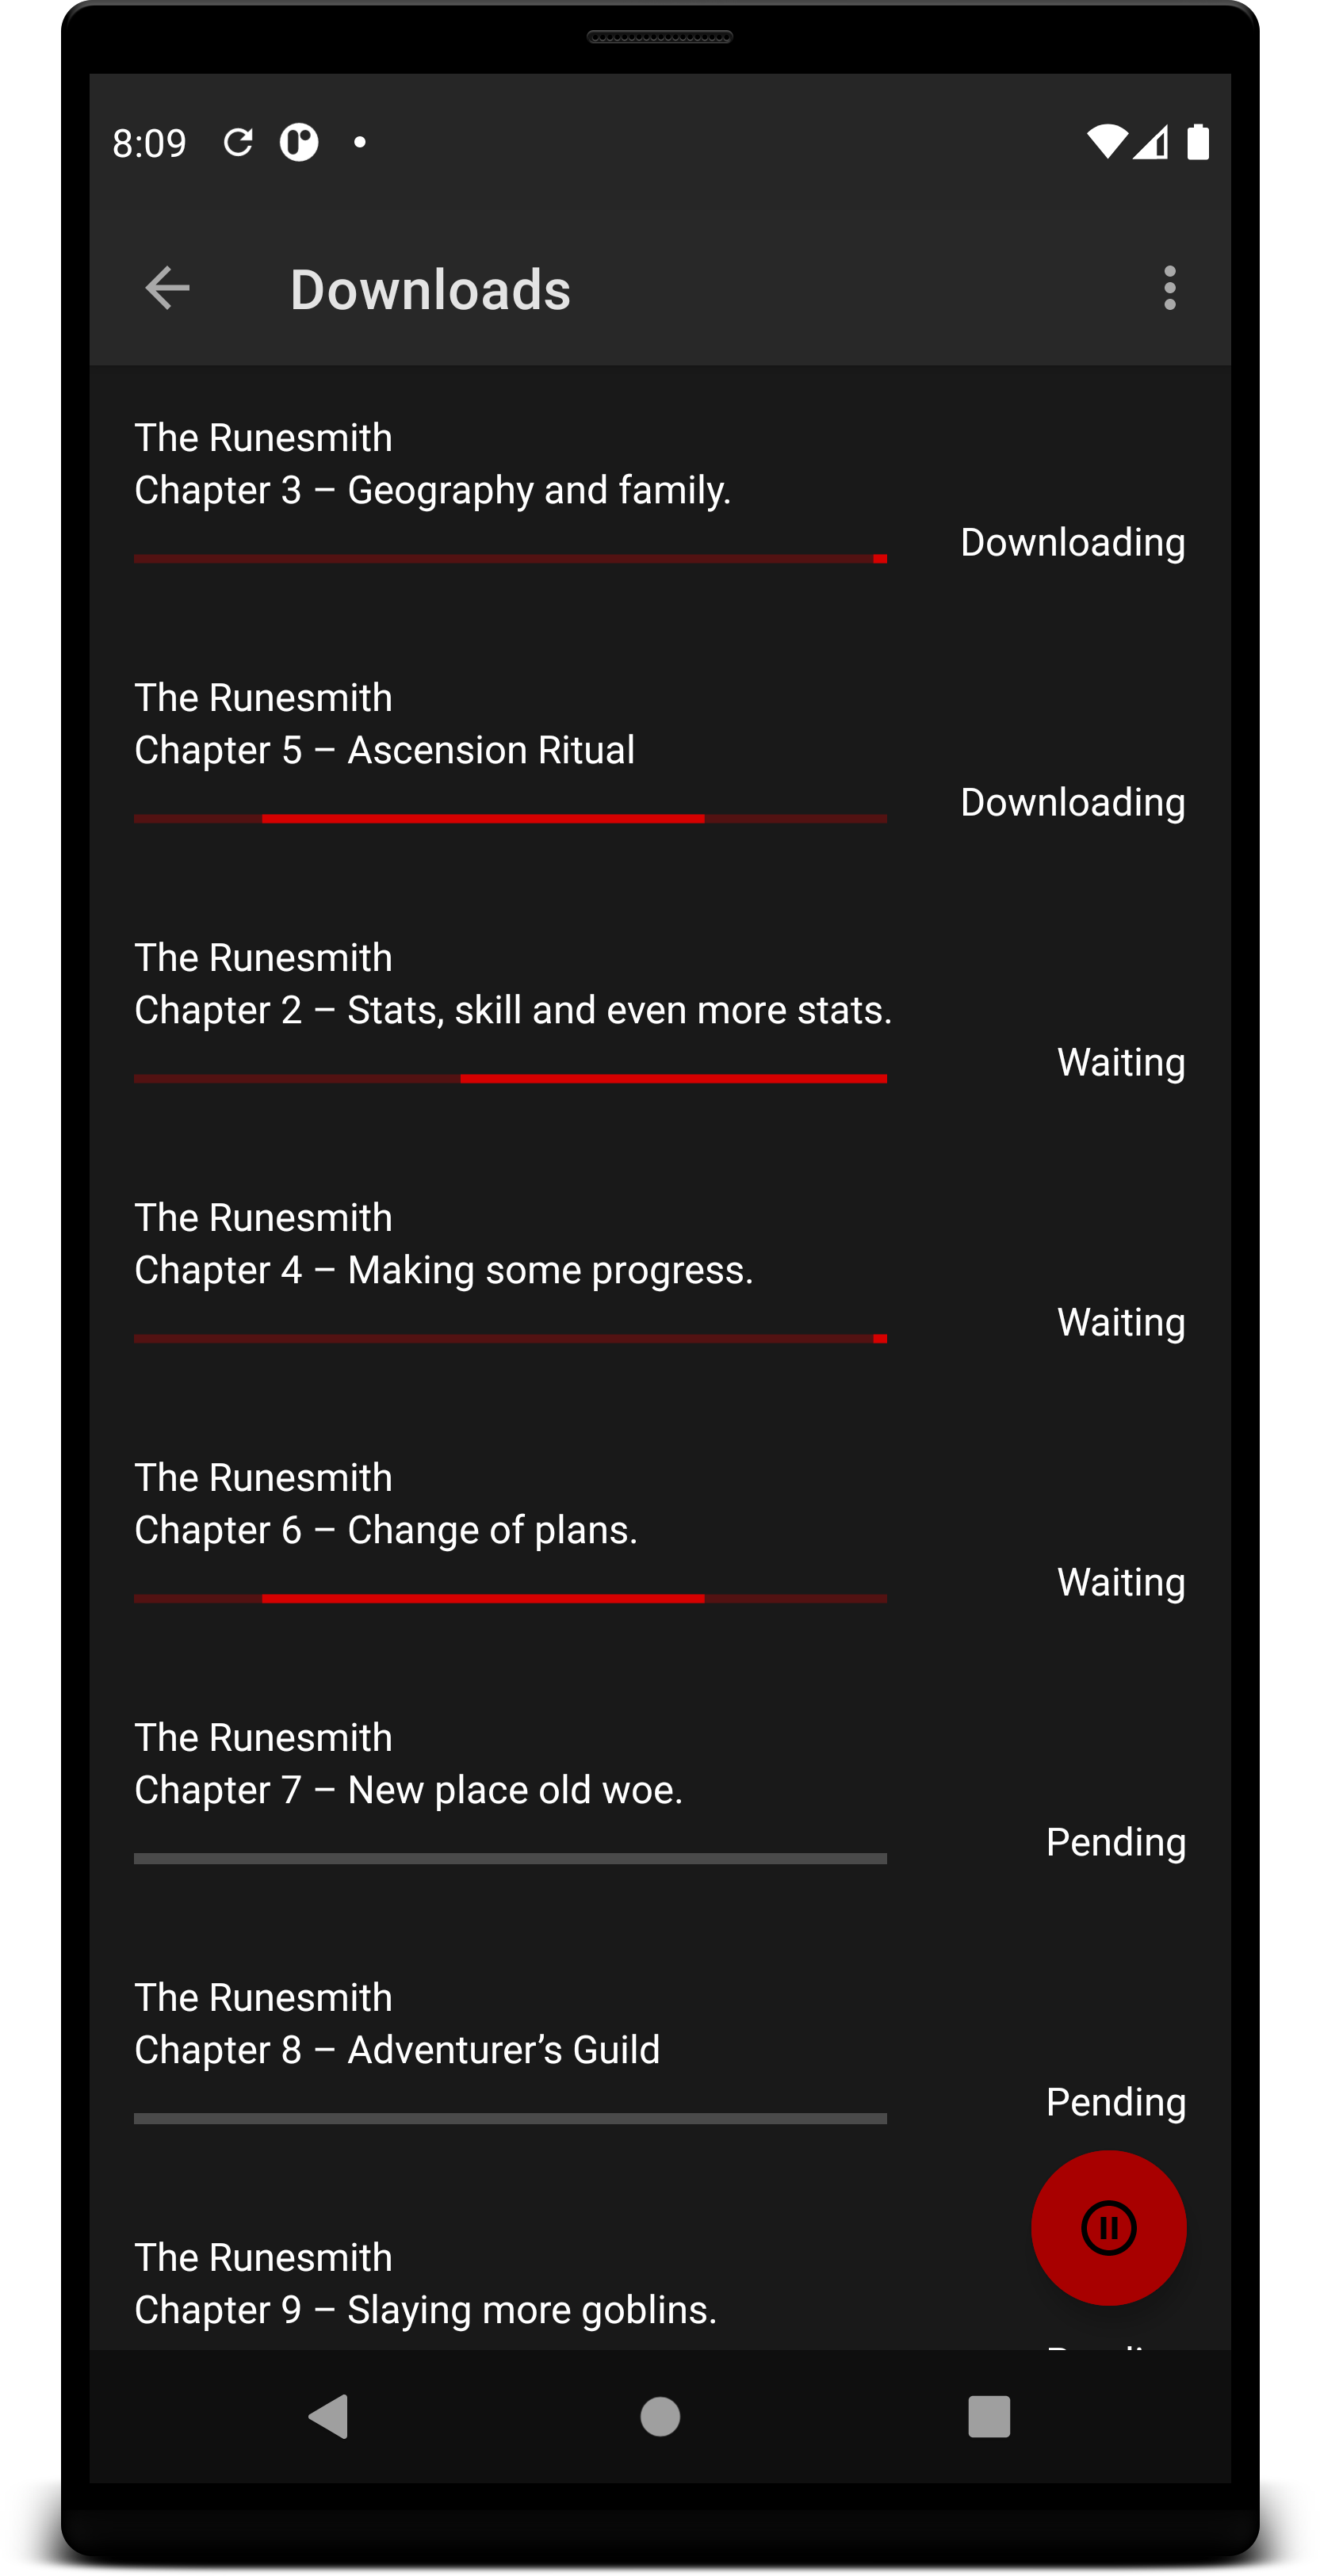 8:09
Downloads
The Runesmith
Chapter 3 – Geography and family.
Downloading
The Runesmith
Chapter 5 – Ascension Ritual
Downloading
The Runesmith
Chapter 2 – Stats, skill and even more stats.
Waiting
The Runesmith
Chapter 4 – Making some progress.
Waiting
The Runesmith
Chapter 6 – Change of plans.
Waiting
The Runesmith
Chapter 7 – New place old woe.
Pending
The Runesmith
Chapter 8 – Adventurer’s Guild
Pending
The Runesmith
Chapter 9 – Slaying more goblins.